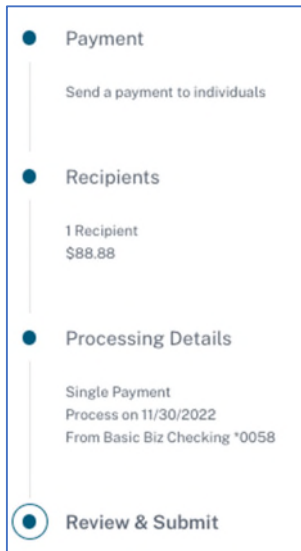 Payment
Send a payment to individuals
Recipients
1 Recipient
$88.88
Processing Details
Single Payment
Process on 11/30/2022
From Basic Biz Checking *0058
Review & Submit